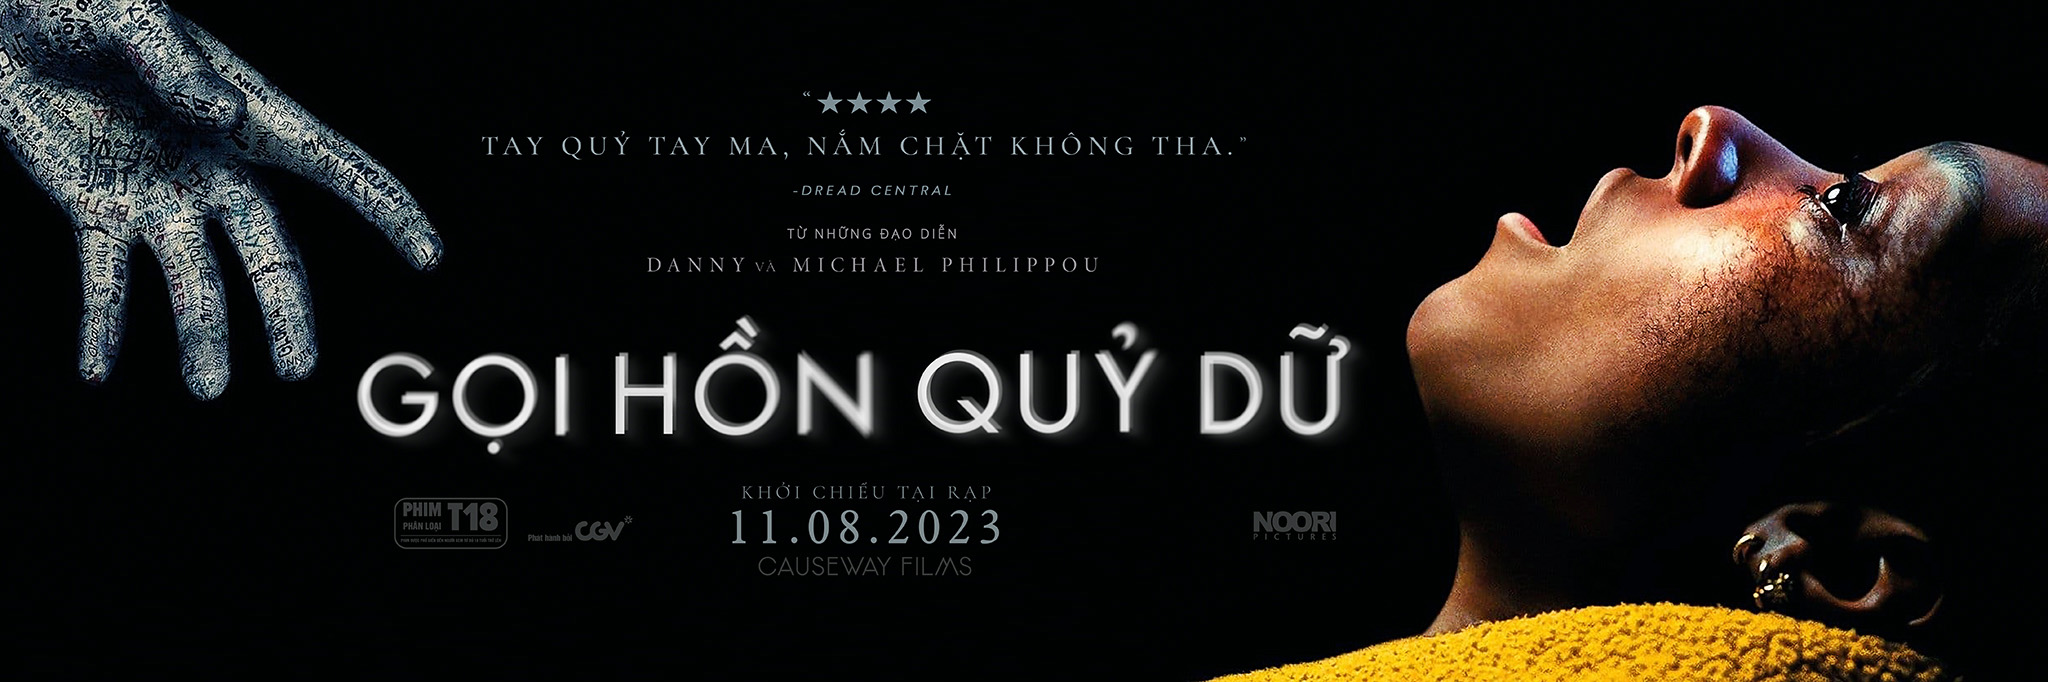 “★★★★
TAY QUỶ TAY MA, NẮM CHẶT KHÔNG THA.”
-DREAD CENTRAL
TỪ NHỮNG ĐẠO DIỄN
DANNY VÀ MICHAEL PHILIPPOU
GỌI HỒN QUỶ DỮ
KHỞI CHIẾU TẠI RẠP
11.08.2023
CAUSEWAY FILMS
PHIM
PHÂN LOẠI T18
Phát hành bởi CGV
NOORI
PICTURES